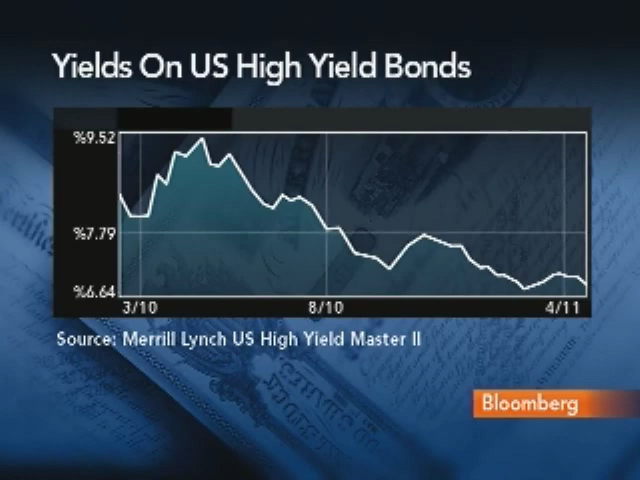 Yields On US High Yield Bonds
%9.52
%7.79
%6.64
3/10 8/10 4/11
Source: Merrill Lynch US High Yield Master II
Bloomberg